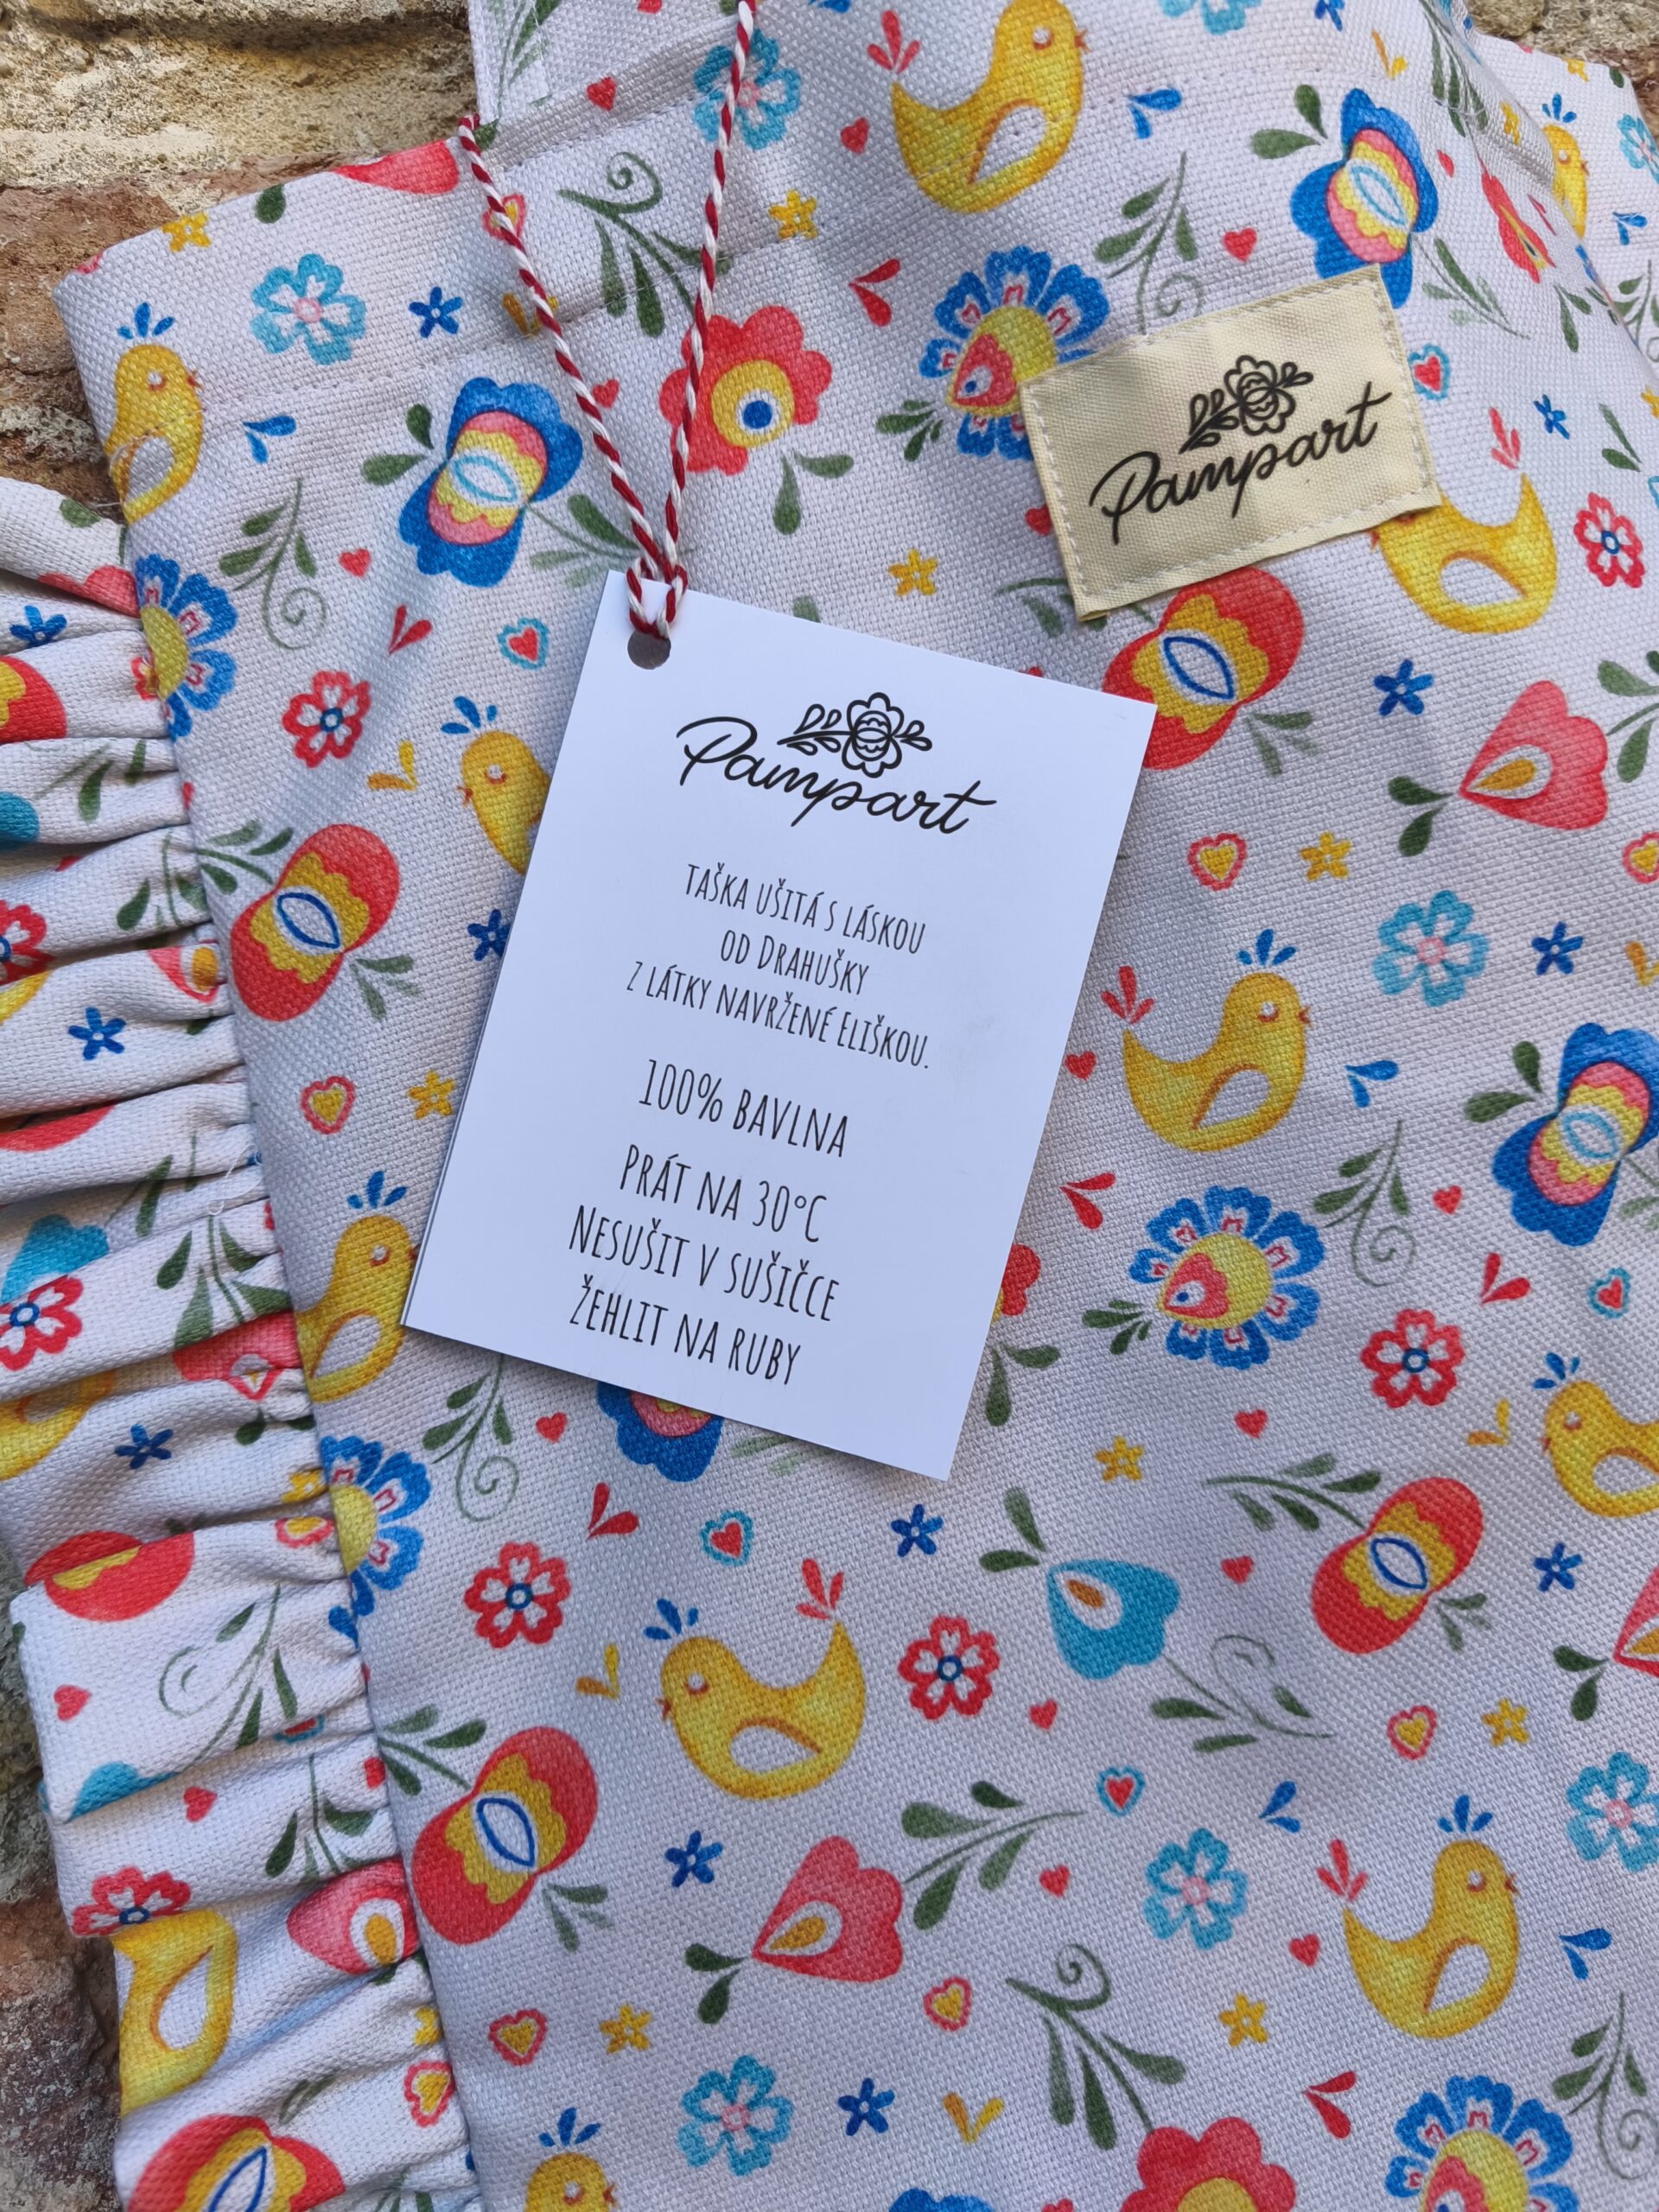 Pampart
Pampart
Taška ušitá s láskou
od Drahušky
z látky navržené Eliškou.
100% bavlna
Prát na 30°C
Nesušit v sušičce
Žehlit na ruby